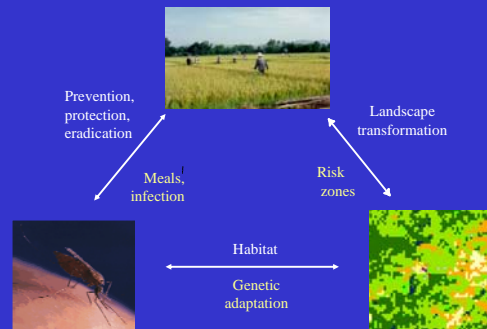 Prevention,
protection,
eradication
Landscape
transformation
Meals,
infection
Risk
zones
Habitat
Genetic
adaptation